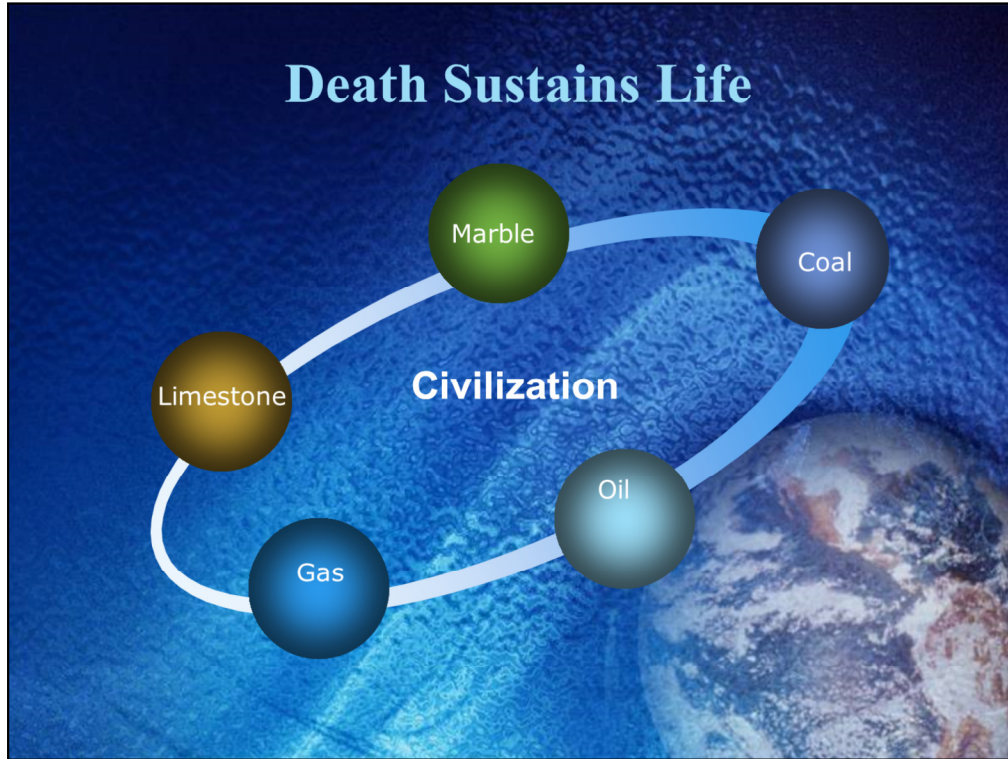 Death Sustains Life
Marble
Coal
Limestone
Civilization
Oil
Gas